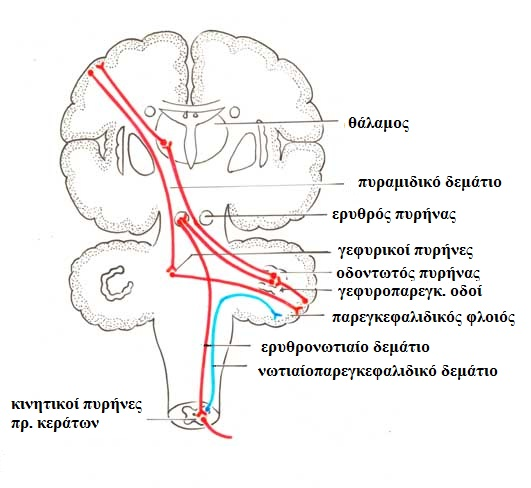 θάλαμος
πυραμιδικό δεμάτιο
ερυθρός πυρήνας
γεφυρικοί πυρήνες
οδοντωτός πυρήνας
γεφυροπαρεγκ. οδοί
παρεγκεφαλιδικός φλοιός
ερυθρονωτιαίο δεμάτιο
νωτιαίοπαρεγκεφαλιδικό δεμάτιο
κινητικοί πυρήνες
πρ. κεράτων